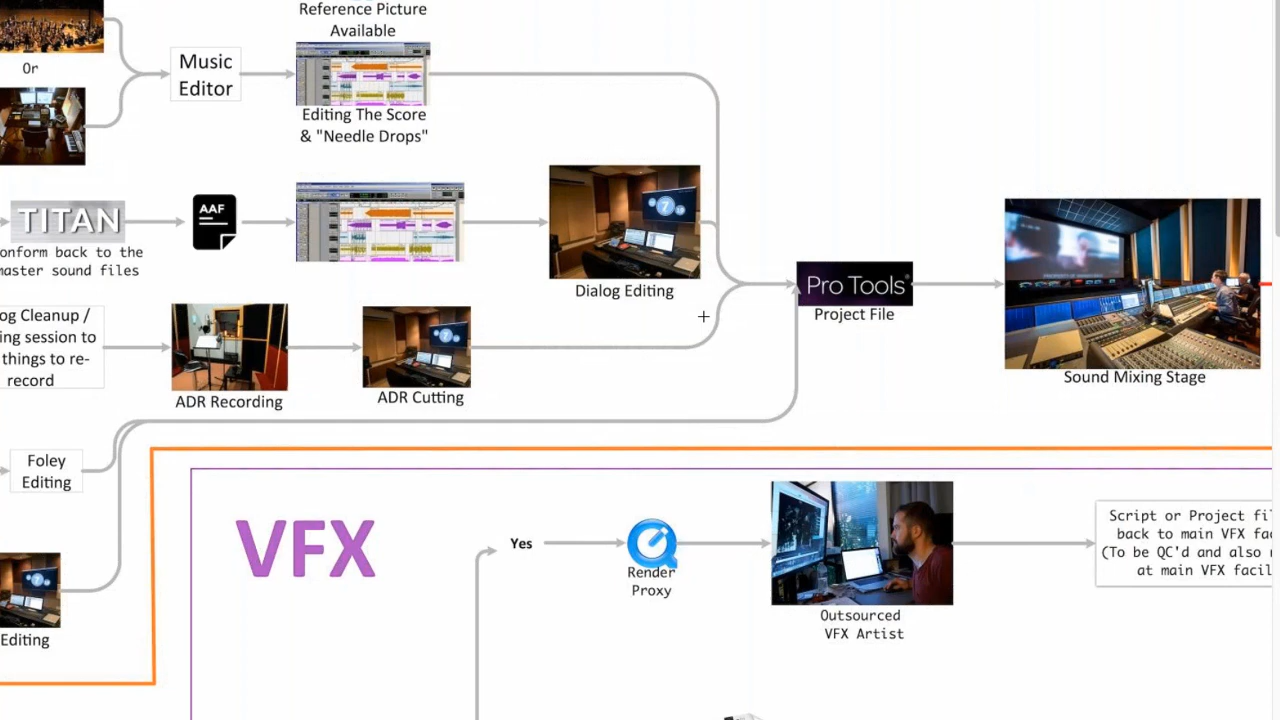 Reference Picture
Available
Or
Music
Editor
Editing The Score
& "Needle Drops"
TITAN
AAF
onform back to the
master sound files
Dialog Editing
Pro Tools
Project File
Sound Mixing Stage
og Cleanup /
ing session to
things to re-
record
ADR Recording
ADR Cutting
Foley
Editing
Editing
VFX
Yes
Render
Proxy
Outsourced
VFX Artist
Script or Project fi
back to main VFX fa
(To be QC'd and also
at main VFX facil